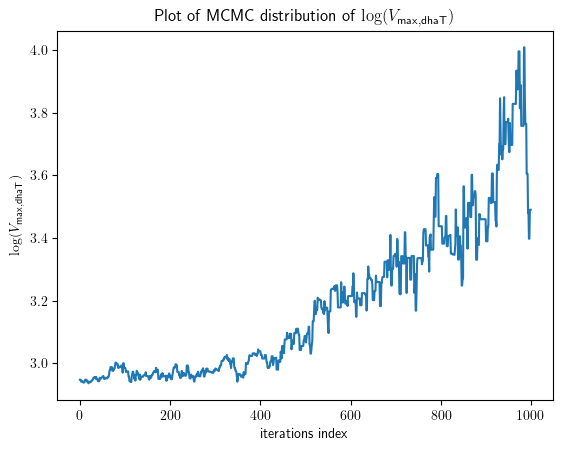 Plot of MCMC distribution of log(V_max,dhaT)
log(V_max,dhaT)
4.0
3.8
3.6
3.4
3.2
3.0
0 200 400 600 800 1000
iterations index